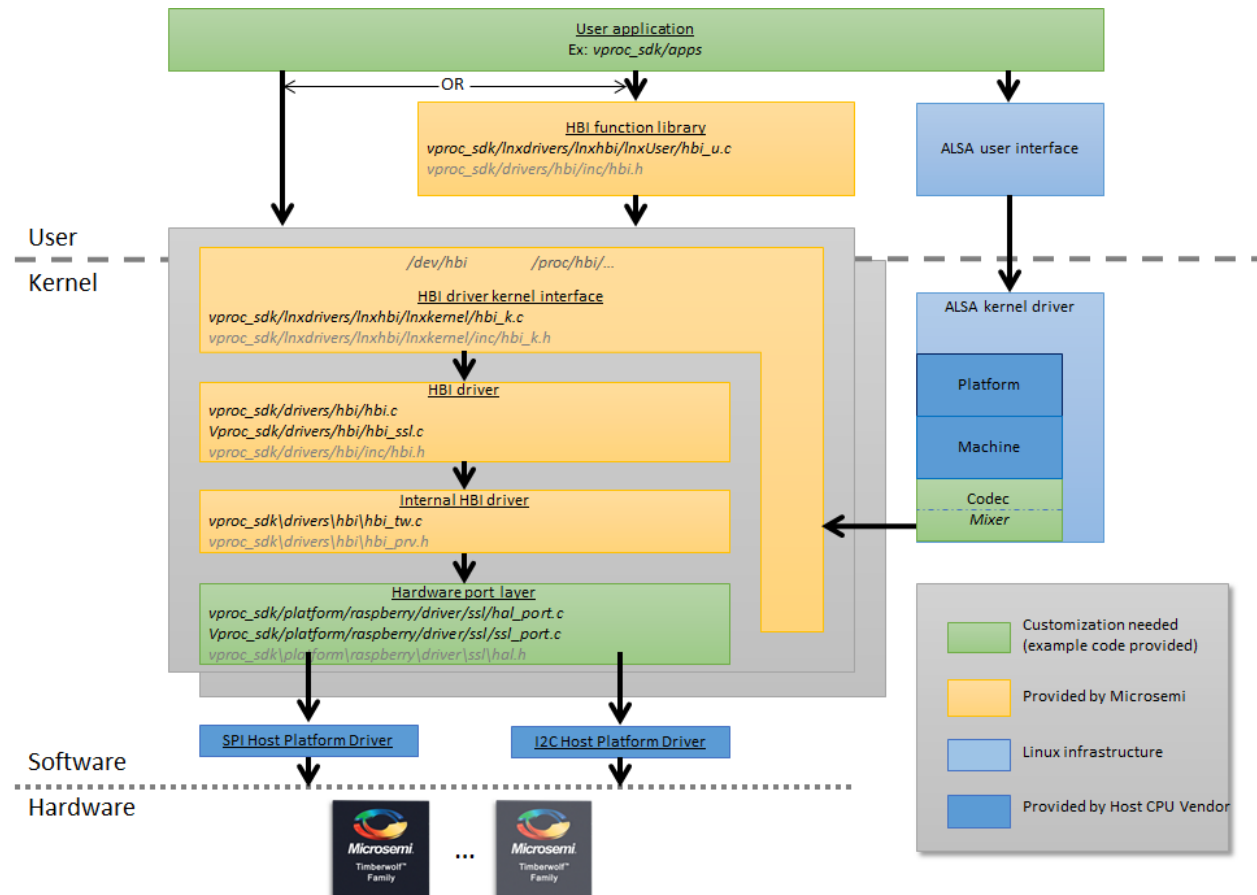 User application
Ex: vproc_sdk/apps
OR
HBI function library
vproc_sdk/lnxdrivers/lnxhbi/lnxUser/hbi_u.c
vproc_sdk/drivers/hbi/inc/hbi.h
ALSA user interface
User
Kernel
/dev/hbi /proc/hbi/...
HBI driver kernel interface
vproc_sdk/lnxdrivers/lnxhbi/lnxkernel/hbi_k.c
vproc_sdk/lnxdrivers/lnxhbi/lnxkernel/inc/hbi_k.h
ALSA kernel driver
Platform
Machine
Codec
Mixer
HBI driver
vproc_sdk/drivers/hbi/hbi.c
Vproc_sdk/drivers/hbi/hbi_ssl.c
vproc_sdk/drivers/hbi/inc/hbi.h
Internal HBI driver
vproc_sdk\drivers\hbi\hbi_tw.c
vproc_sdk\drivers\hbi\hbi_prv.h
Hardware port layer
vproc_sdk/platform/raspberry/driver/ssl/hal_port.c
Vproc_sdk/platform/raspberry/driver/ssl/ssl_port.c
vproc_sdk\platform\raspberry\driver\ssl\hal.h
Customization needed
(example code provided)
Provided by Microsemi
Linux infrastructure
Provided by Host CPU Vendor
SPI Host Platform Driver
I2C Host Platform Driver
Software
Hardware
Microsemi.
Timberwolf™
Family
...
Microsemi.
Timberwolf™
Family